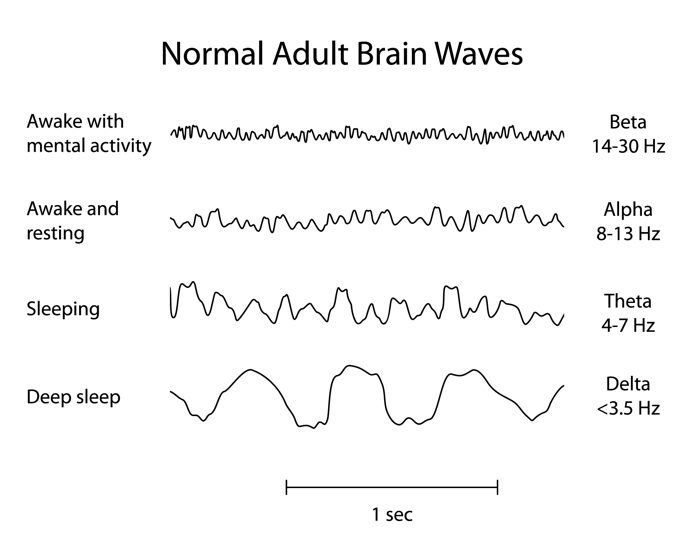 Normal Adult Brain Waves
Awake with
mental activity
Beta
14-30 Hz
Awake and
resting
Alpha
8-13 Hz
Sleeping
Theta
4-7 Hz
Deep sleep
Delta
<3.5 Hz
1 sec